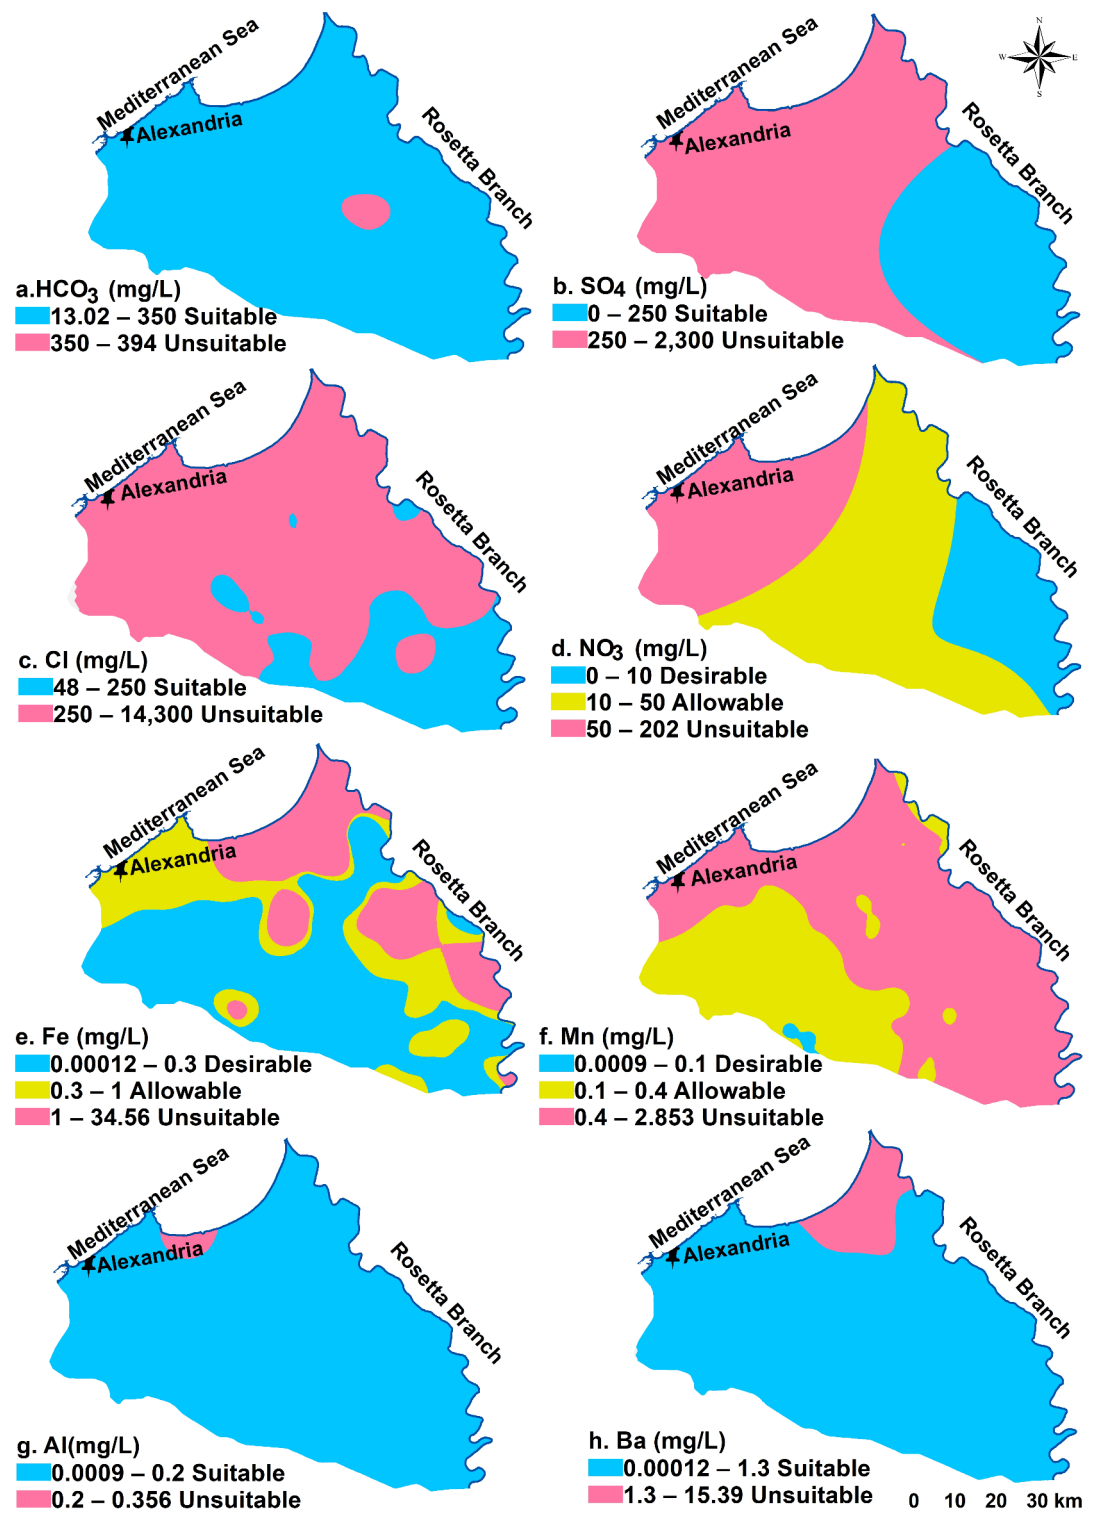 Mediterranean Sea
Alexandria
Rosetta Branch
a.HCO3 (mg/L)
13.02 – 350 Suitable
350 – 394 Unsuitable
N
W
E
S
Mediterranean Sea
Alexandria
Rosetta Branch
b. SO4 (mg/L)
0 – 250 Suitable
250 – 2,300 Unsuitable
Mediterranean Sea
Alexandria
Rosetta Branch
c. Cl (mg/L)
48 – 250 Suitable
250 – 14,300 Unsuitable
Mediterranean Sea
Alexandria
Rosetta Branch
d. NO3 (mg/L)
0 – 10 Desirable
10 – 50 Allowable
50 – 202 Unsuitable
Mediterranean Sea
Alexandria
Rosetta Branch
e. Fe (mg/L)
0.00012 – 0.3 Desirable
0.3 – 1 Allowable
1 – 34.56 Unsuitable
Mediterranean Sea
Alexandria
Rosetta Branch
f. Mn (mg/L)
0.0009 – 0.1 Desirable
0.1 – 0.4 Allowable
0.4 – 2.853 Unsuitable
Mediterranean Sea
Alexandria
Rosetta Branch
g. Al(mg/L)
0.0009 – 0.2 Suitable
0.2 – 0.356 Unsuitable
Mediterranean Sea
Alexandria
Rosetta Branch
h. Ba (mg/L)
0.00012 – 1.3 Suitable
1.3 – 15.39 Unsuitable
0 10 20 30 km